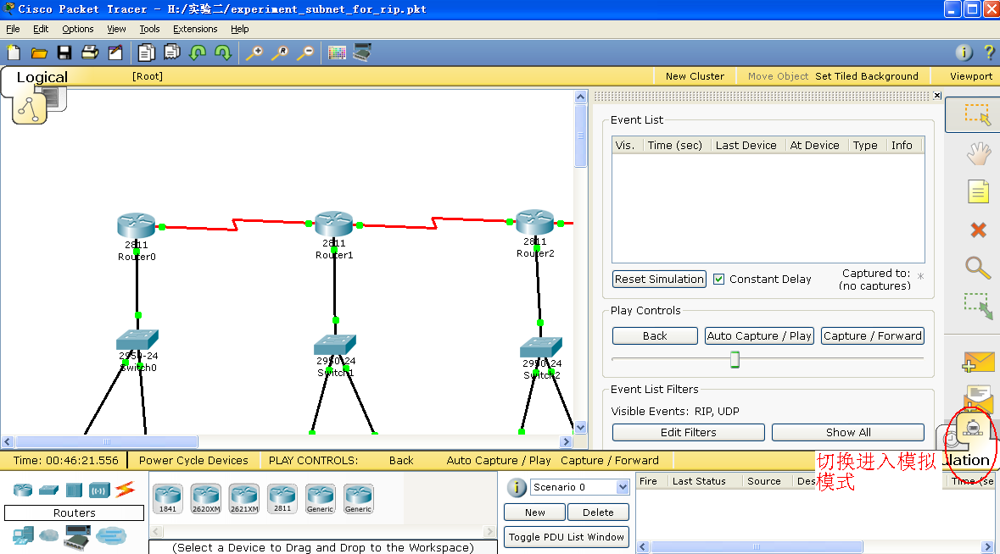 Cisco Packet Tracer - H:/实验二/experiment_subnet_for_rip.pkt
File Edit Options View Tools Extensions Help
Logical [Root] New Cluster Move Object Set Tiled Background Viewport
Event List
Vis. Time (sec) Last Device At Device Type Info
2811
Router0
2811
Router1
2811
Router2
Reset Simulation Constant Delay Captured to: *
(no captures)
Play Controls
Back Auto Capture / Play Capture / Forward
2950-24
Switch0
2950-24
Switch1
2950-24
Switch2
Event List Filters
Visible Events: RIP, UDP
Edit Filters Show All
Time: 00:46:21.556 Power Cycle Devices PLAY CONTROLS: Back Auto Capture / Play Capture / Forward
切换进入模拟
模式
ulation
Scenario 0
Fire Last Status Source Des Time (se
1841 2620XM 2621XM 2811 Generic Generic
Routers
New Delete
Toggle PDU List Window
(Select a Device to Drag and Drop to the Workspace)